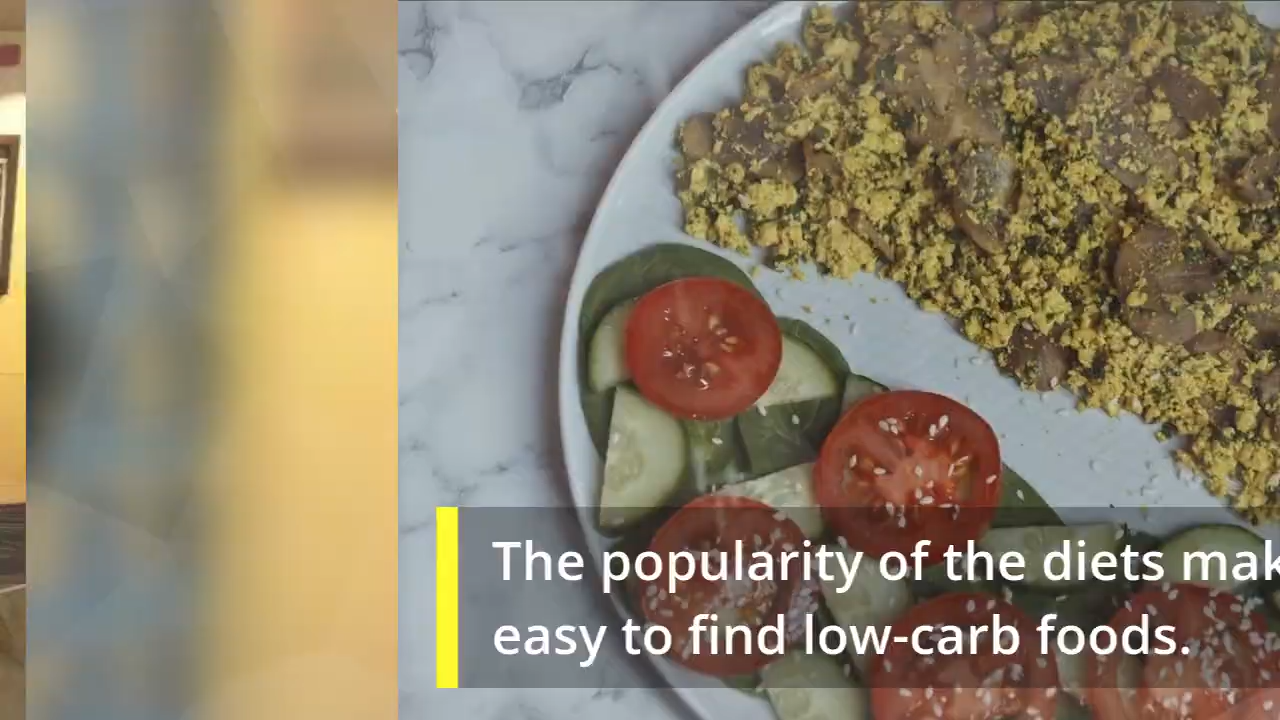 The popularity of the diets mak
easy to find low-carb foods.